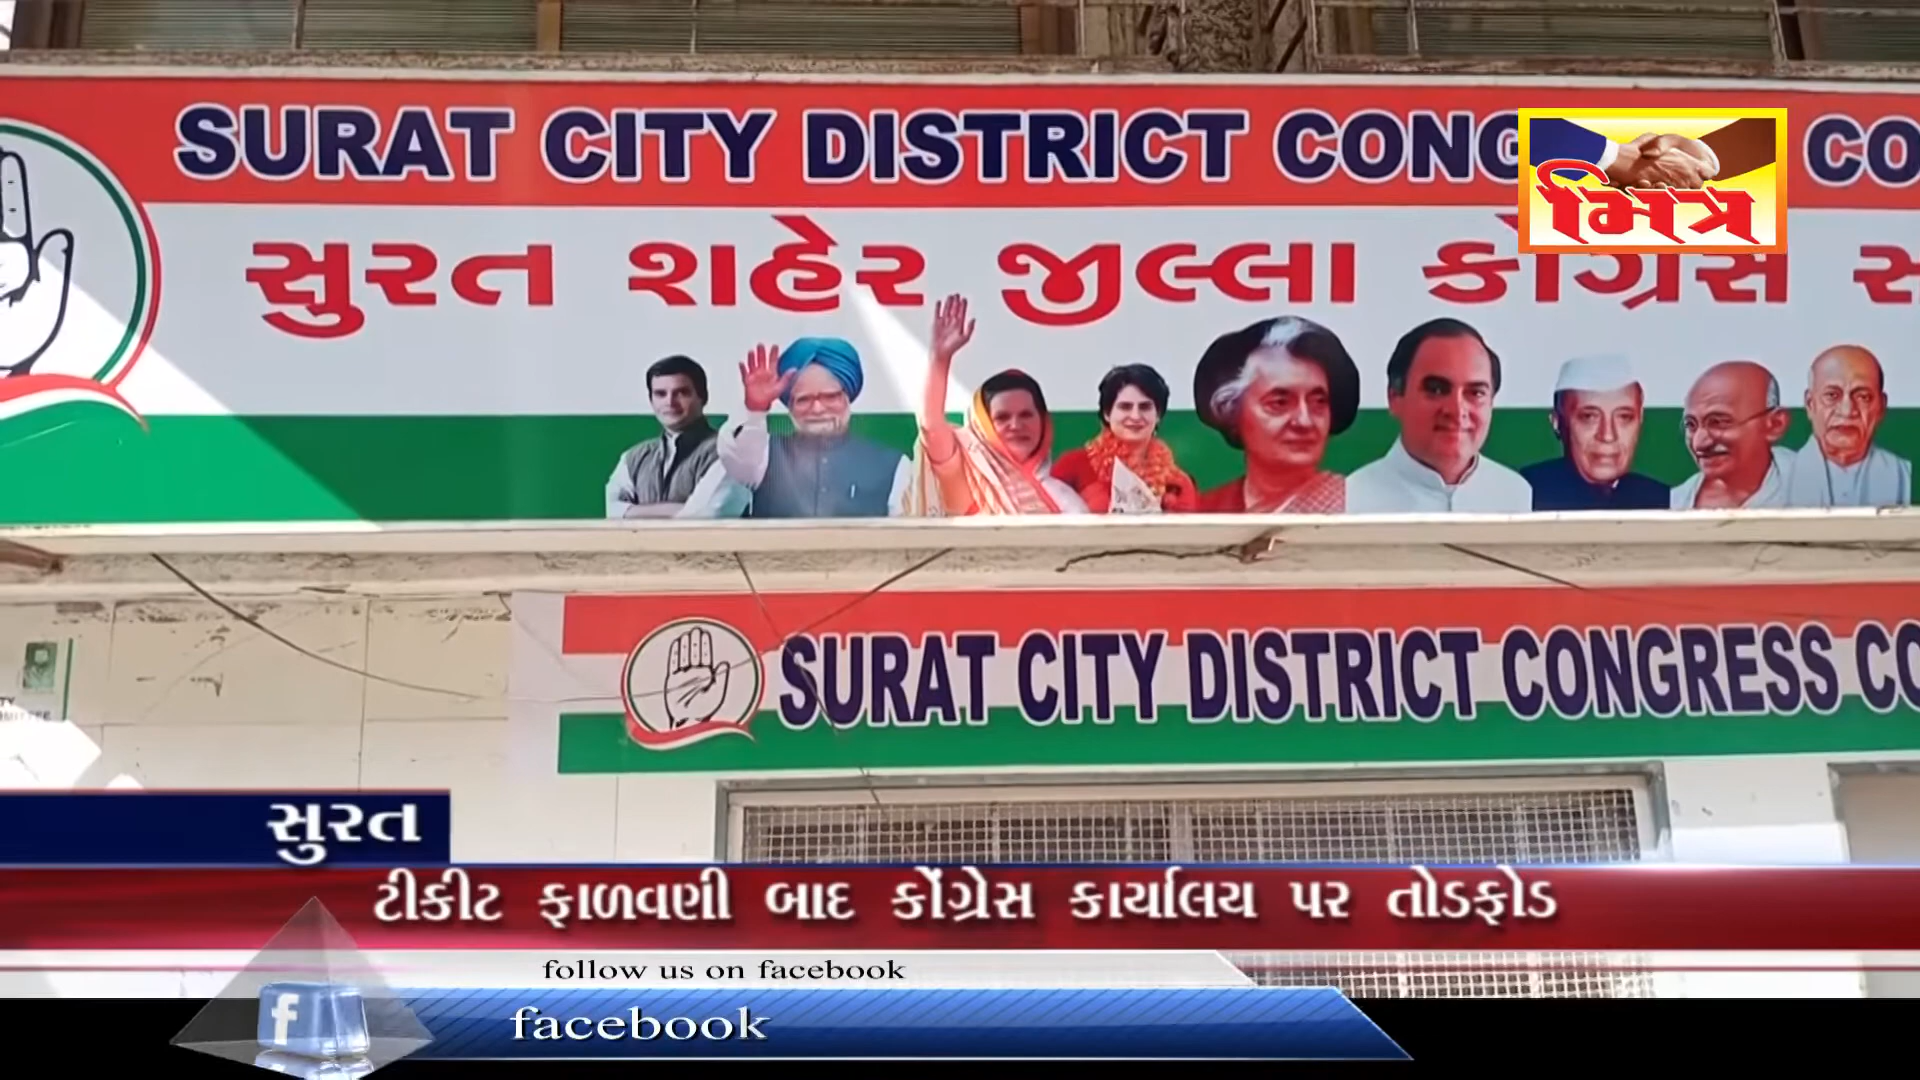 SURAT CITY DISTRICT CONG CO
મિત્ર
સુરત શહેર જીલ્લા કોંગ્રેસ સ
SURAT CITY DISTRICT CONGRESS CO
સુરત
ટીકીટ ફાળવણી બાદ કોંગ્રેસ કાર્યાલય પર તોડફોડ
follow us on facebook
f
facebook